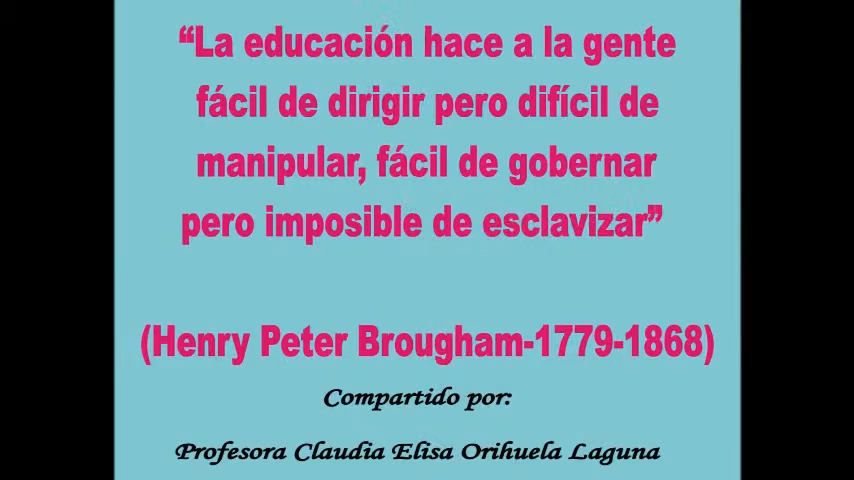 “La educación hace a la gente
fácil de dirigir pero difícil de
manipular, fácil de gobernar
pero imposible de esclavizar”
(Henry Peter Brougham-1779-1868)
Compartido por:
Profesora Claudia Elisa Orihuela Laguna